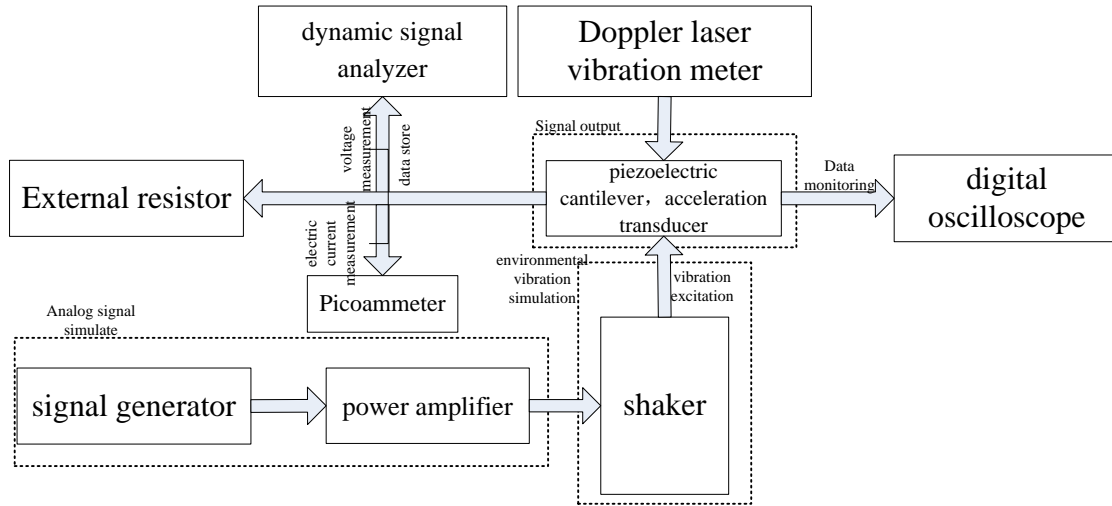 dynamic signal
analyzer
Doppler laser
vibration meter
voltage
measurement
data store
Signal output
External resistor
piezoelectric
cantilever，acceleration
transducer
Data
monitoring
digital
oscilloscope
electric
current
measurement
Picoammeter
environmental
vibration
simulation
vibration
excitation
Analog signal
simulate
signal generator
power amplifier
shaker